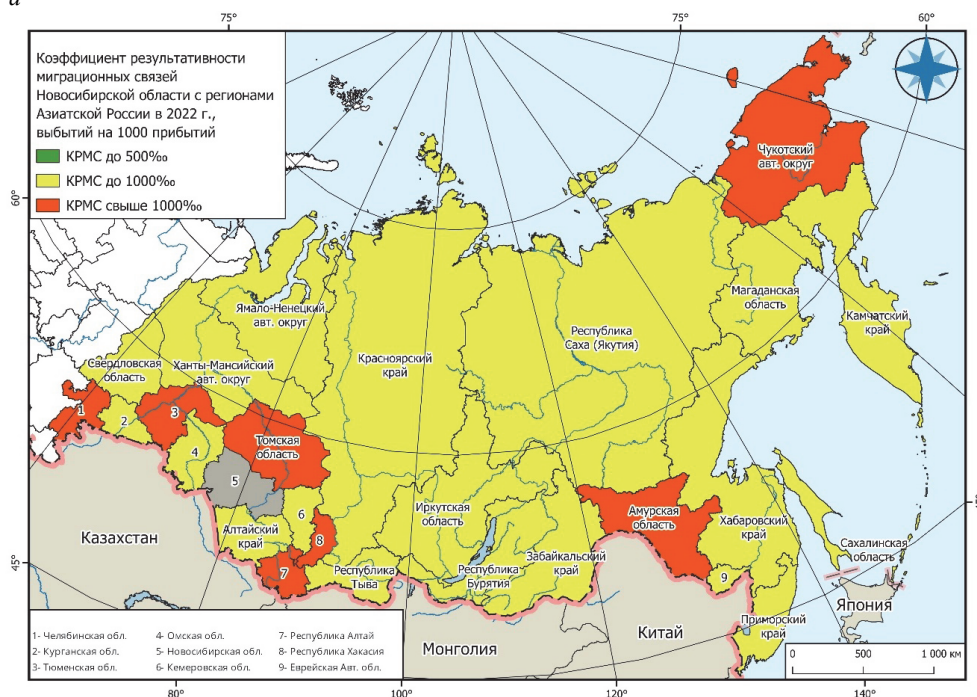 а
75°
75°
60°
Коэффициент результативности
миграционных связей
Новосибирской области с регионами
Азиатской России в 2022 г.,
выбытий на 1000 прибытий
КРМС до 500‰
КРМС до 1000‰
КРМС свыше 1000‰
Чукотский
авт. округ
60°
Магаданская
область
Камчатский
край
Ямало-Ненецкий
авт. округ
Республика
Саха (Якутия)
Красноярский
край
Свердловская
область
Ханты-Мансийский
авт. округ
1
2
3
4
Томская
область
5
6
Алтайский
край
Иркутская
область
Амурская
область
Хабаровский
край
8
Казахстан
Сахалинская
область
45°
7
Республика
Тыва
Республика
Бурятия
Забайкальский
край
9
Япония
Приморский
край
Китай
Монголия
1- Челябинская обл.
2- Курганская обл.
3- Тюменская обл.
4- Омская обл.
5- Новосибирская обл.
6- Кемеровская обл.
7- Республика Алтай
8- Республика Хакасия
9- Еврейская Авт. обл.
0 500 1 000 км
80°
100°
120°
140°